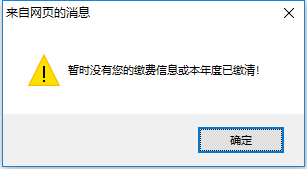 来自网页的消息
暂时没有您的缴费信息或本年度已缴清！
确定